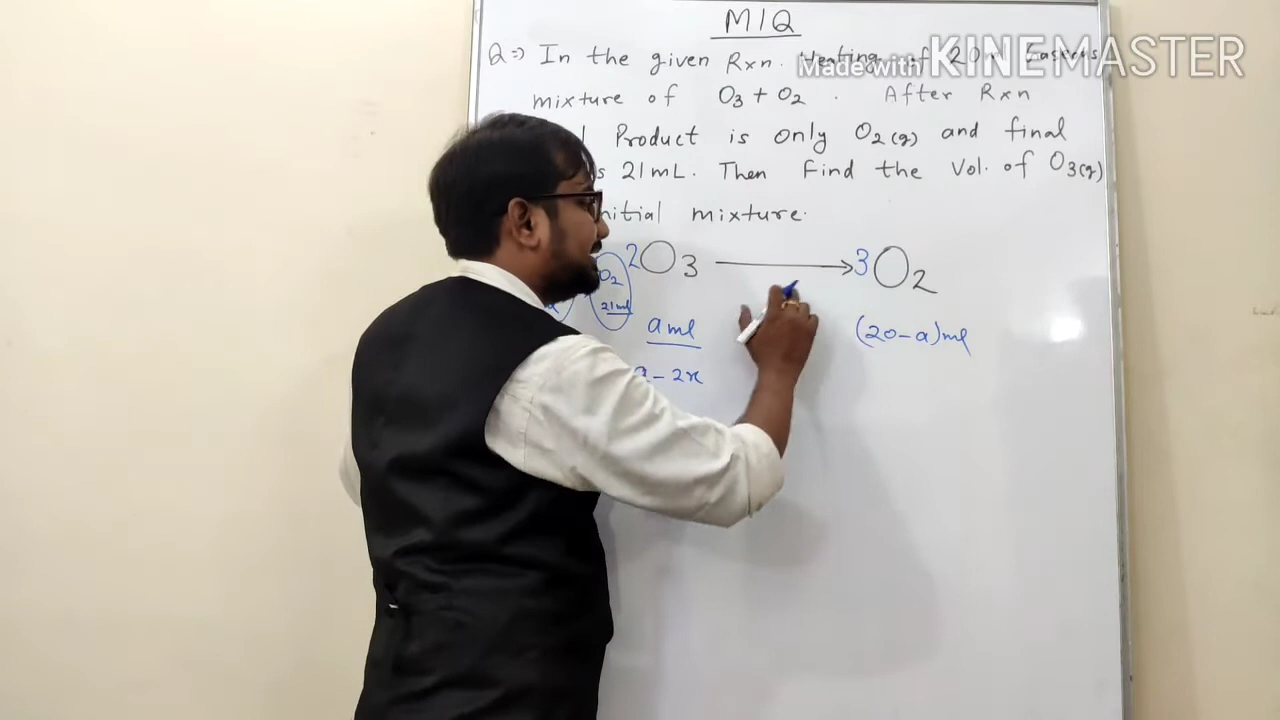 MIQ
Q⇒ In the given Rxn. Heating of 20 m Gaseous
Made with KINEMASTER
mixture of O₃ + O₂ . After Rxn
Product is only O₂(g) and final
s 21mL. Then Find the Vol. of O₃(g)
nitial mixture.
2O₃ ⟶ 3O₂
O₂
21ml
a ml (20-a)ml
a - 2x